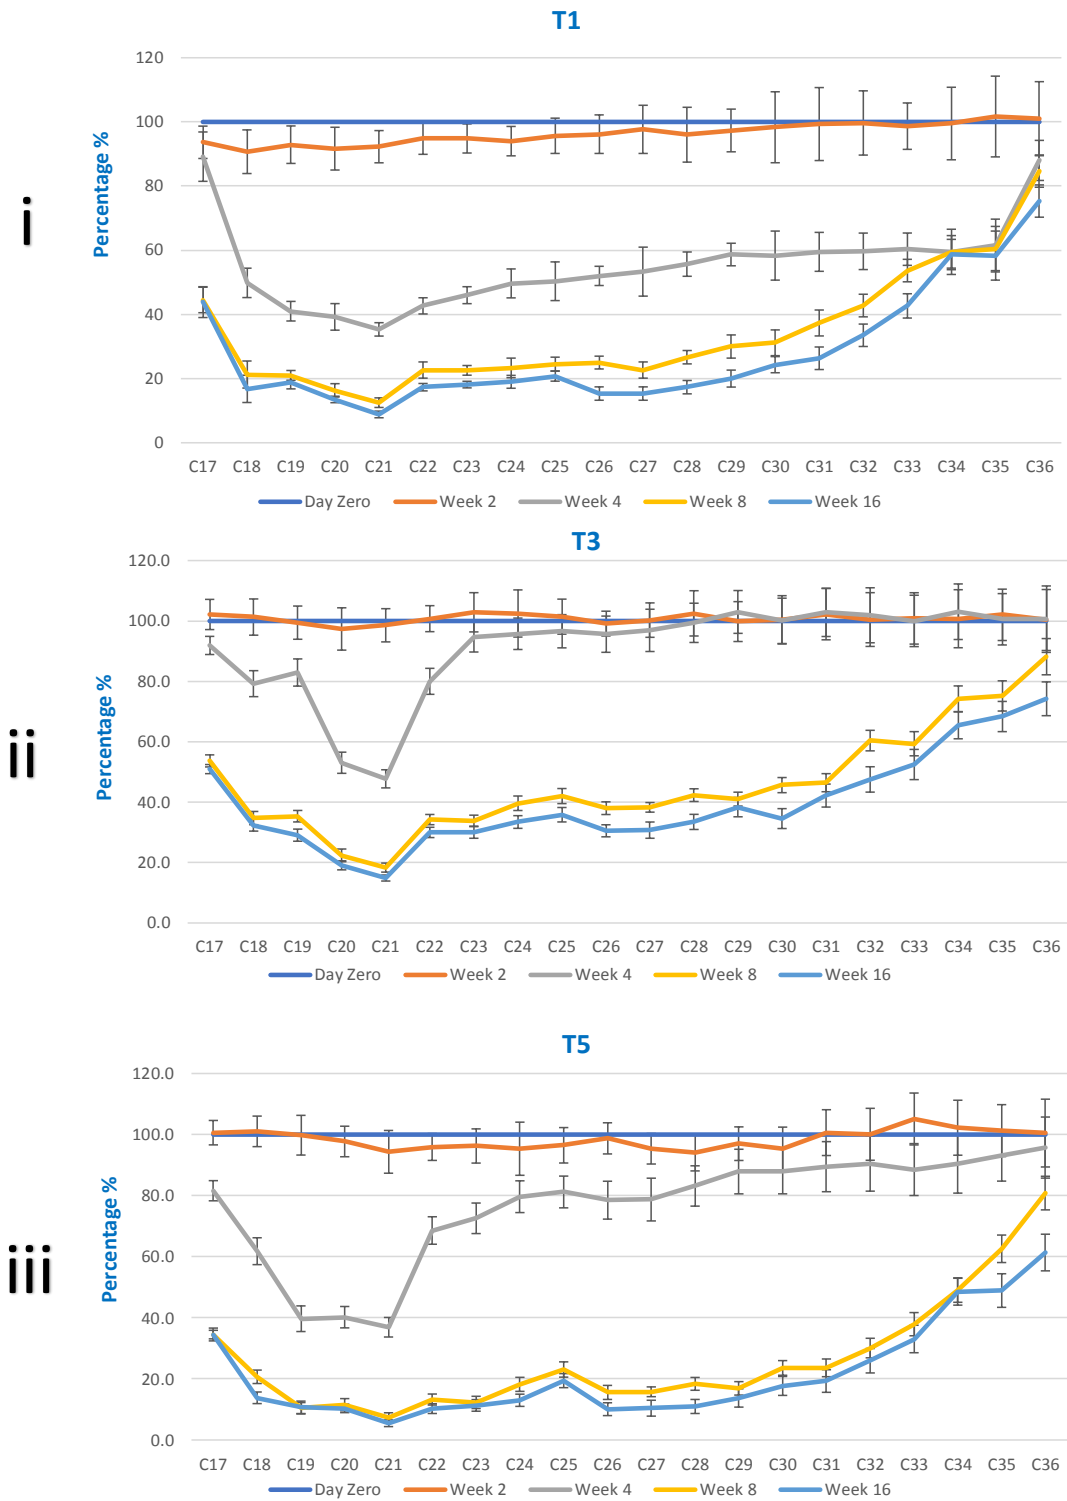 T1
120
100
80
60
40
20
0
Percentage %
i
C17 C18 C19 C20 C21 C22 C23 C24 C25 C26 C27 C28 C29 C30 C31 C32 C33 C34 C35 C36
Day Zero Week 2 Week 4 Week 8 Week 16
T3
120.0
100.0
80.0
60.0
40.0
20.0
0.0
Percentage %
ii
C17 C18 C19 C20 C21 C22 C23 C24 C25 C26 C27 C28 C29 C30 C31 C32 C33 C34 C35 C36
Day Zero Week 2 Week 4 Week 8 Week 16
T5
120.0
100.0
80.0
60.0
40.0
20.0
0.0
Percentage %
iii
C17 C18 C19 C20 C21 C22 C23 C24 C25 C26 C27 C28 C29 C30 C31 C32 C33 C34 C35 C36
Day Zero Week 2 Week 4 Week 8 Week 16